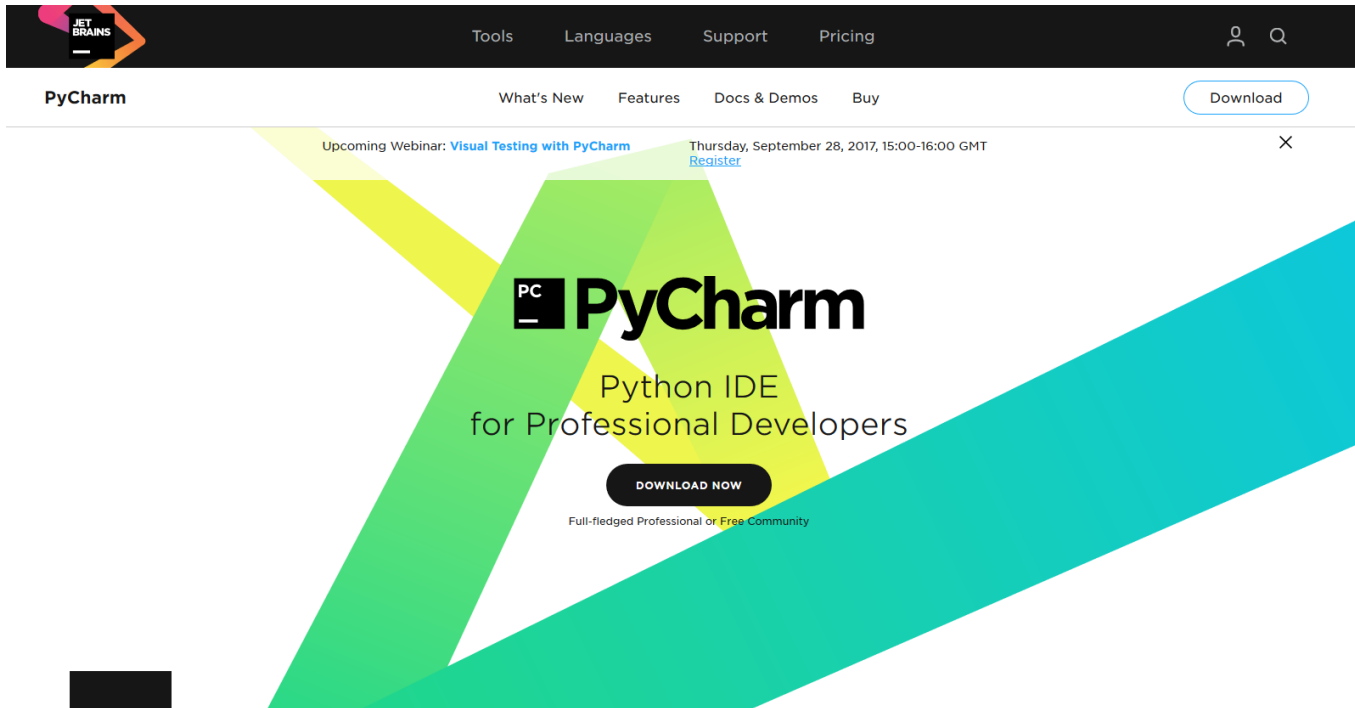 JET
BRAINS
Tools Languages Support Pricing
PyCharm
What's New Features Docs & Demos Buy
Download
Upcoming Webinar: Visual Testing with PyCharm Thursday, September 28, 2017, 15:00-16:00 GMT
Register
PC
PyCharm
Python IDE
for Professional Developers
DOWNLOAD NOW
Full-fledged Professional or Free Community